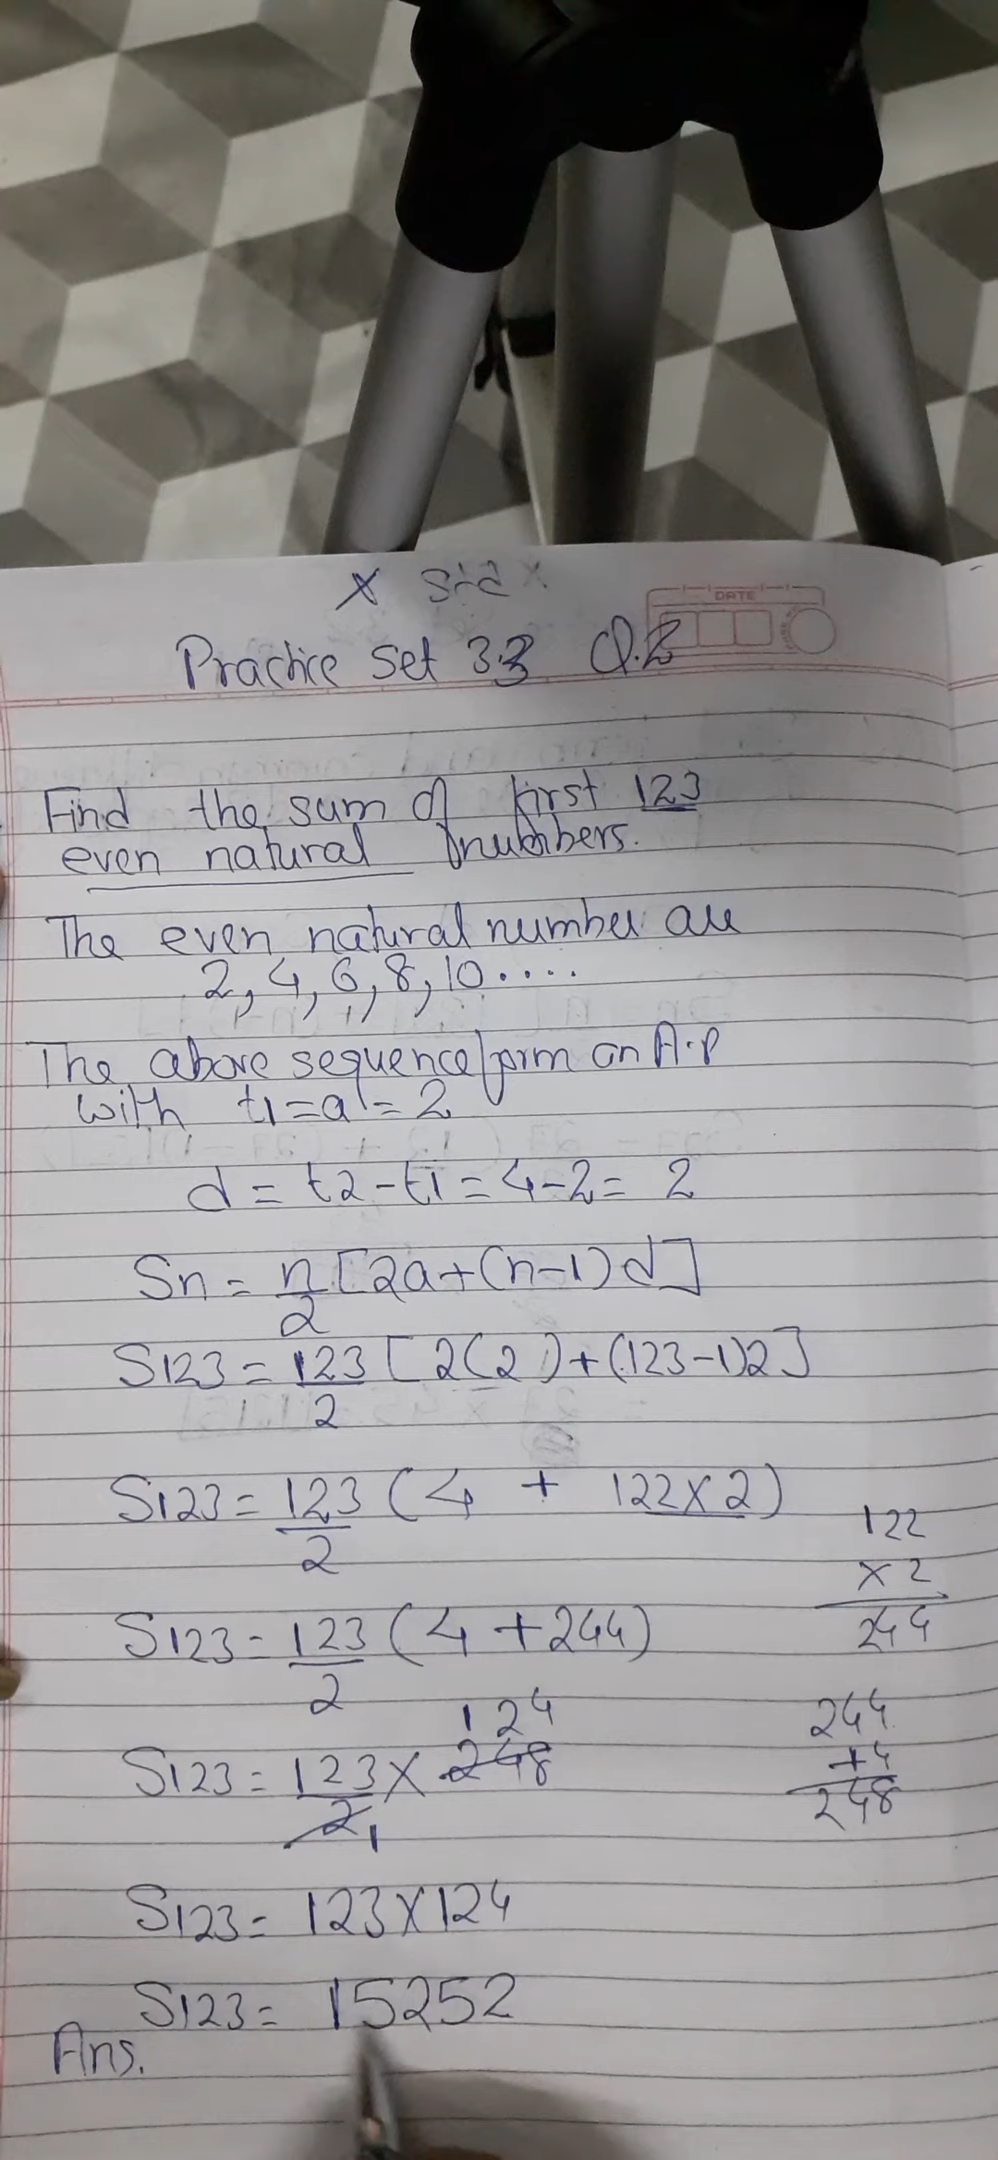 x sid x
DATE
Practice Set 3.3 Q.2
Find the sum of first 123
even natural numbers.
The even natural number are
2, 4, 6, 8, 10....
The above sequence form an A.P
with t1 = a = 2
d = t2 - t1 = 4 - 2 = 2
Sn = n/2 [2a + (n-1) d]
S123 = 123/2 [2(2) + (123-1)2]
S123 = 123/2 (4 + 122 x 2)
122
x 2
244
S123 = 123/2 (4 + 244)
124
244
+4
248
S123 = 123/2 x 248
1
S123 = 123 x 124
S123 = 15252
Ans.